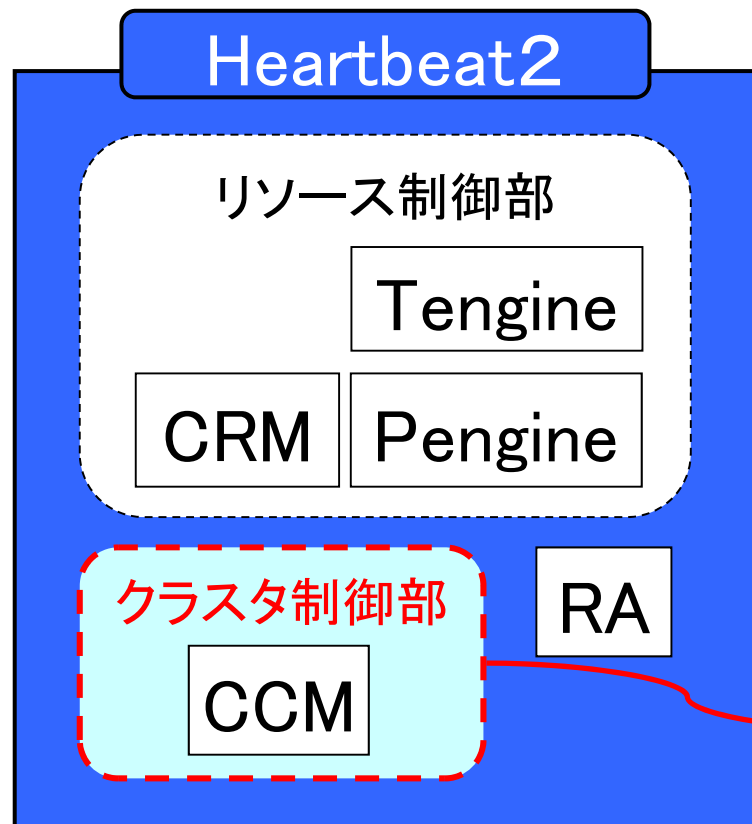 Heartbeat２
リソース制御部
Tengine
CRM
Pengine
クラスタ制御部
RA
CCM